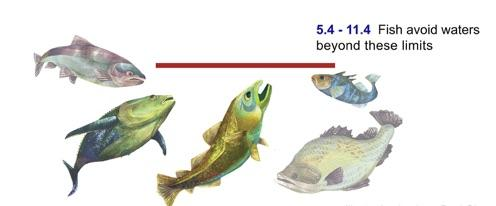 5.4 - 11.4 Fish avoid waters
beyond these limits